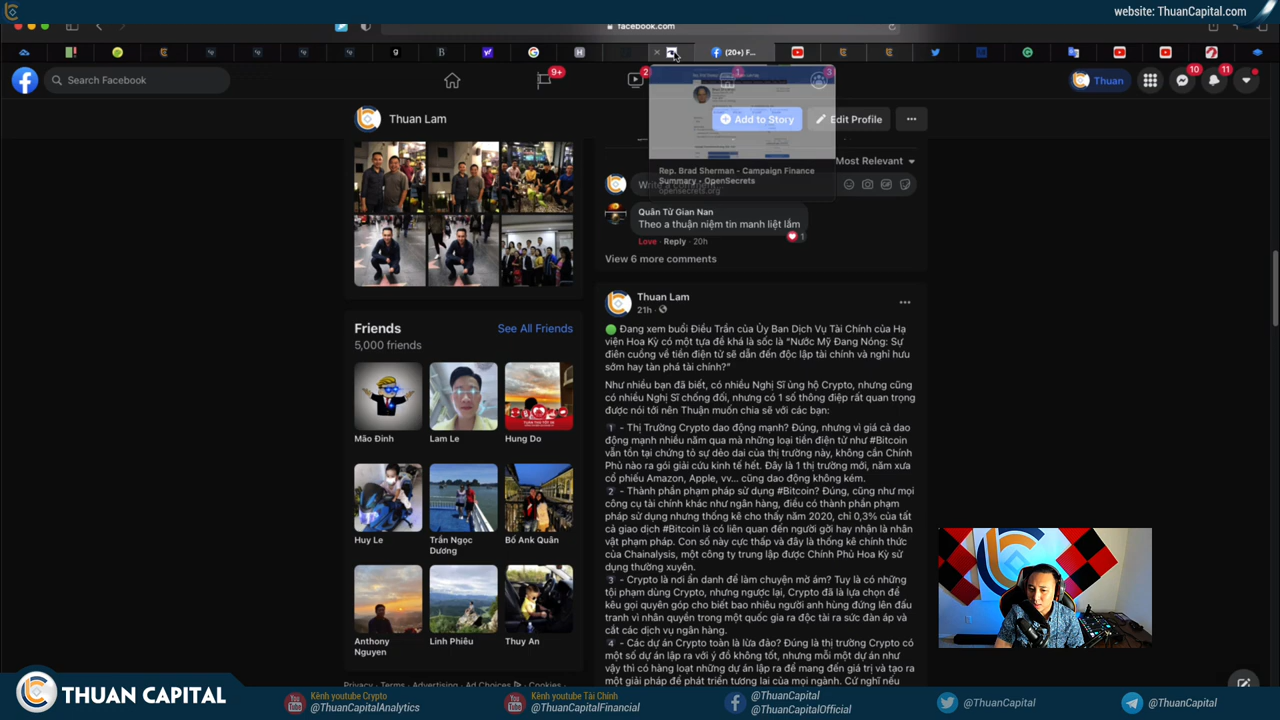 website: ThuanCapital.com
facebook.com
(20+) F...
Search Facebook
9+
2
1
3
Thuan
10
11
Thuan Lam
Add to Story
Edit Profile
Most Relevant
Rep. Brad Sherman - Campaign Finance
Summary - OpenSecrets
opensecrets.org
Quân Tử Gian Nan
Theo a thuận niệm tin manh liệt lắm
1
Love · Reply · 20h
View 6 more comments
Friends
See All Friends
5,000 friends
Mão Đinh
Lam Le
Hung Do
Huy Le
Trần Ngọc
Dương
Bố Anh Quân
Anthony
Nguyen
Linh Phiêu
Thuy An
Privacy · Terms · Advertising · Ad Choices · Cookies ·
Thuan Lam
21h ·
Đang xem buổi Điều Trần của Ủy Ban Dịch Vụ Tài Chính của Hạ
viện Hoa Kỳ có một tựa đề khá là sốc là “Nước Mỹ Đang Nóng: Sự
điên cuồng về tiền điện tử sẽ dẫn đến độc lập tài chính và nghỉ hưu
sớm hay tàn phá tài chính?”
Như nhiều bạn đã biết, có nhiều Nghị Sĩ ủng hộ Crypto, nhưng cũng
có nhiều Nghị Sĩ chống đối, nhưng có 1 số thông điệp rất quan trọng
được nói tới nên Thuận muốn chia sẽ với các bạn:
1 - Thị Trường Crypto dao động mạnh? Đúng, nhưng vì giá cả dao
động mạnh nhiều năm qua mà những loại tiền điện tử như #Bitcoin
vẫn tồn tại chứng tỏ sự dẻo dai của thị trường này, không cần Chính
Phủ nào ra gói giải cứu kinh tế hết. Đây là 1 thị trường mới, năm xưa
cổ phiếu Amazon, Apple, vv... cũng dao động không kém.
2 - Thành phần phạm pháp sử dụng #Bitcoin? Đúng, cũng như mọi
công cụ tài chính khác như ngân hàng, điều có thành phần phạm
pháp sử dụng nhưng thống kê cho thấy năm 2020, chỉ 0,3% của tất
cả giao dịch #Bitcoin là có liên quan đến người gởi hay nhận là nhân
vật phạm pháp. Con số này cực thấp và đây là thống kê chính thức
của Chainalysis, một công ty trung lập được Chính Phủ Hoa Kỳ sử
dụng thường xuyên.
3 - Crypto là nơi ẩn danh để làm chuyện mờ ám? Tuy là có những
tội phạm dùng Crypto, nhưng ngược lại, Crypto đã là lựa chọn để
kêu gọi quyên góp cho biết bao nhiêu người anh hùng đứng lên đấu
tranh vì nhân quyền trong một quốc gia ra độc tài ra sức đàn áp và
cắt các dịch vụ ngân hàng.
4 - Các dự án Crypto toàn là lừa đảo? Đúng là thị trường Crypto có
một số dự án lập ra với ý đồ không tốt, nhưng mỗi một dự án như
vậy thì có hàng loạt những dự án lập ra để mang đến giá trị và tạo ra
một giải pháp để phát triển tương lai của mọi ngành. Cứ nghĩ nếu
THUAN CAPITAL
Kênh youtube Crypto
@ThuanCapitalAnalytics
Kênh youtube Tài Chính
@ThuanCapitalFinancial
@ThuanCapital
@ThuanCapitalOfficial
@ThuanCapital
@ThuanCapital